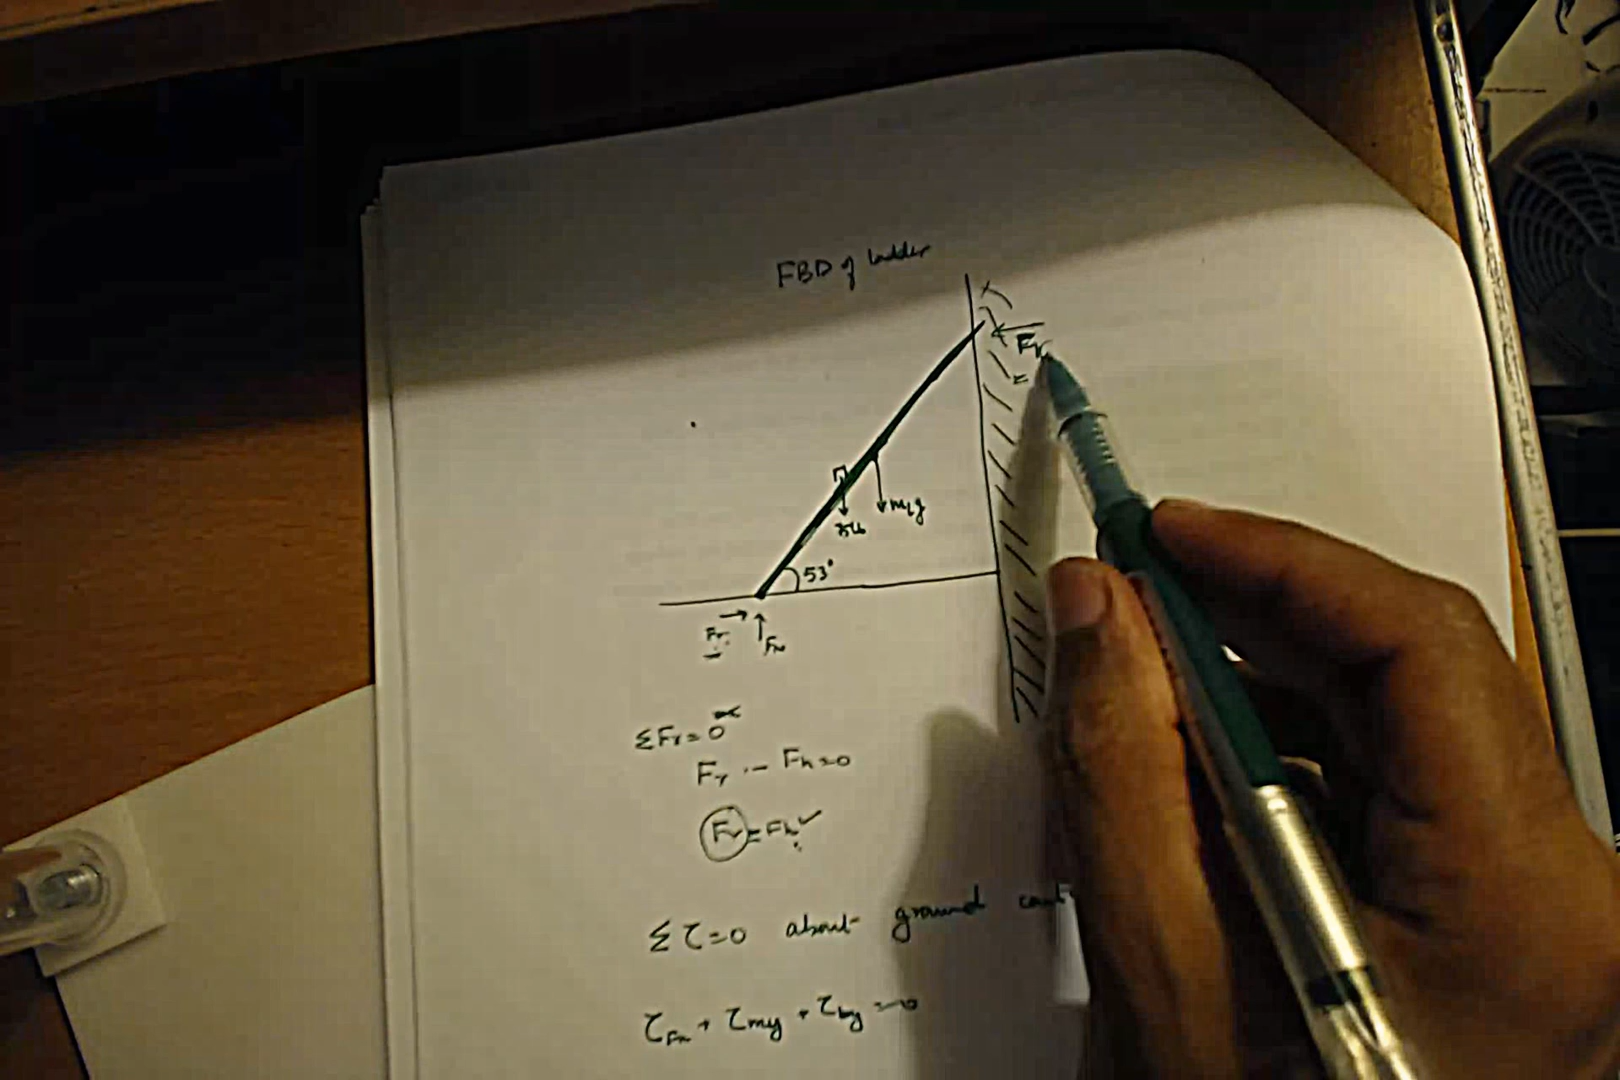 FBD of ladder
Fh
mLg
53°
Fr
Fn
ΣFx=0
Fr - Fh=0
Fr = Fh
Στ=0 about ground
τFn + τmg + τbg = 0